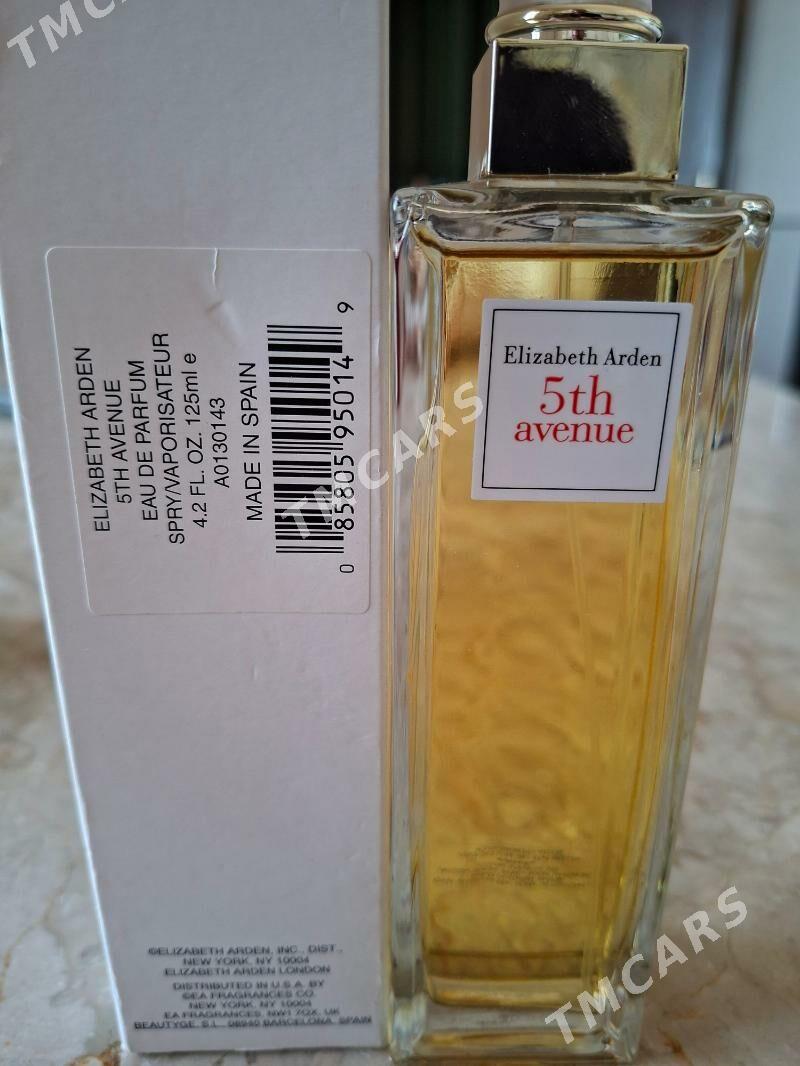 ELIZABETH ARDEN
5TH AVENUE
EAU DE PARFUM
SPRY/VAPORISATEUR
4.2 FL. OZ. 125ml e
A0130143
MADE IN SPAIN
0 85805 95014 9
©ELIZABETH ARDEN, INC., DIST.,
NEW YORK, NY 10004
ELIZABETH ARDEN LONDON
DISTRIBUTED IN U.S.A. BY
©EA FRAGRANCES CO.
NEW YORK, NY 10004
EA FRAGRANCES, NW1 7QX, UK
BEAUTYGE, S.L., 08940 BARCELONA, SPAIN
Elizabeth Arden
5th
avenue
TMCARS
TMCARS
TMCARS